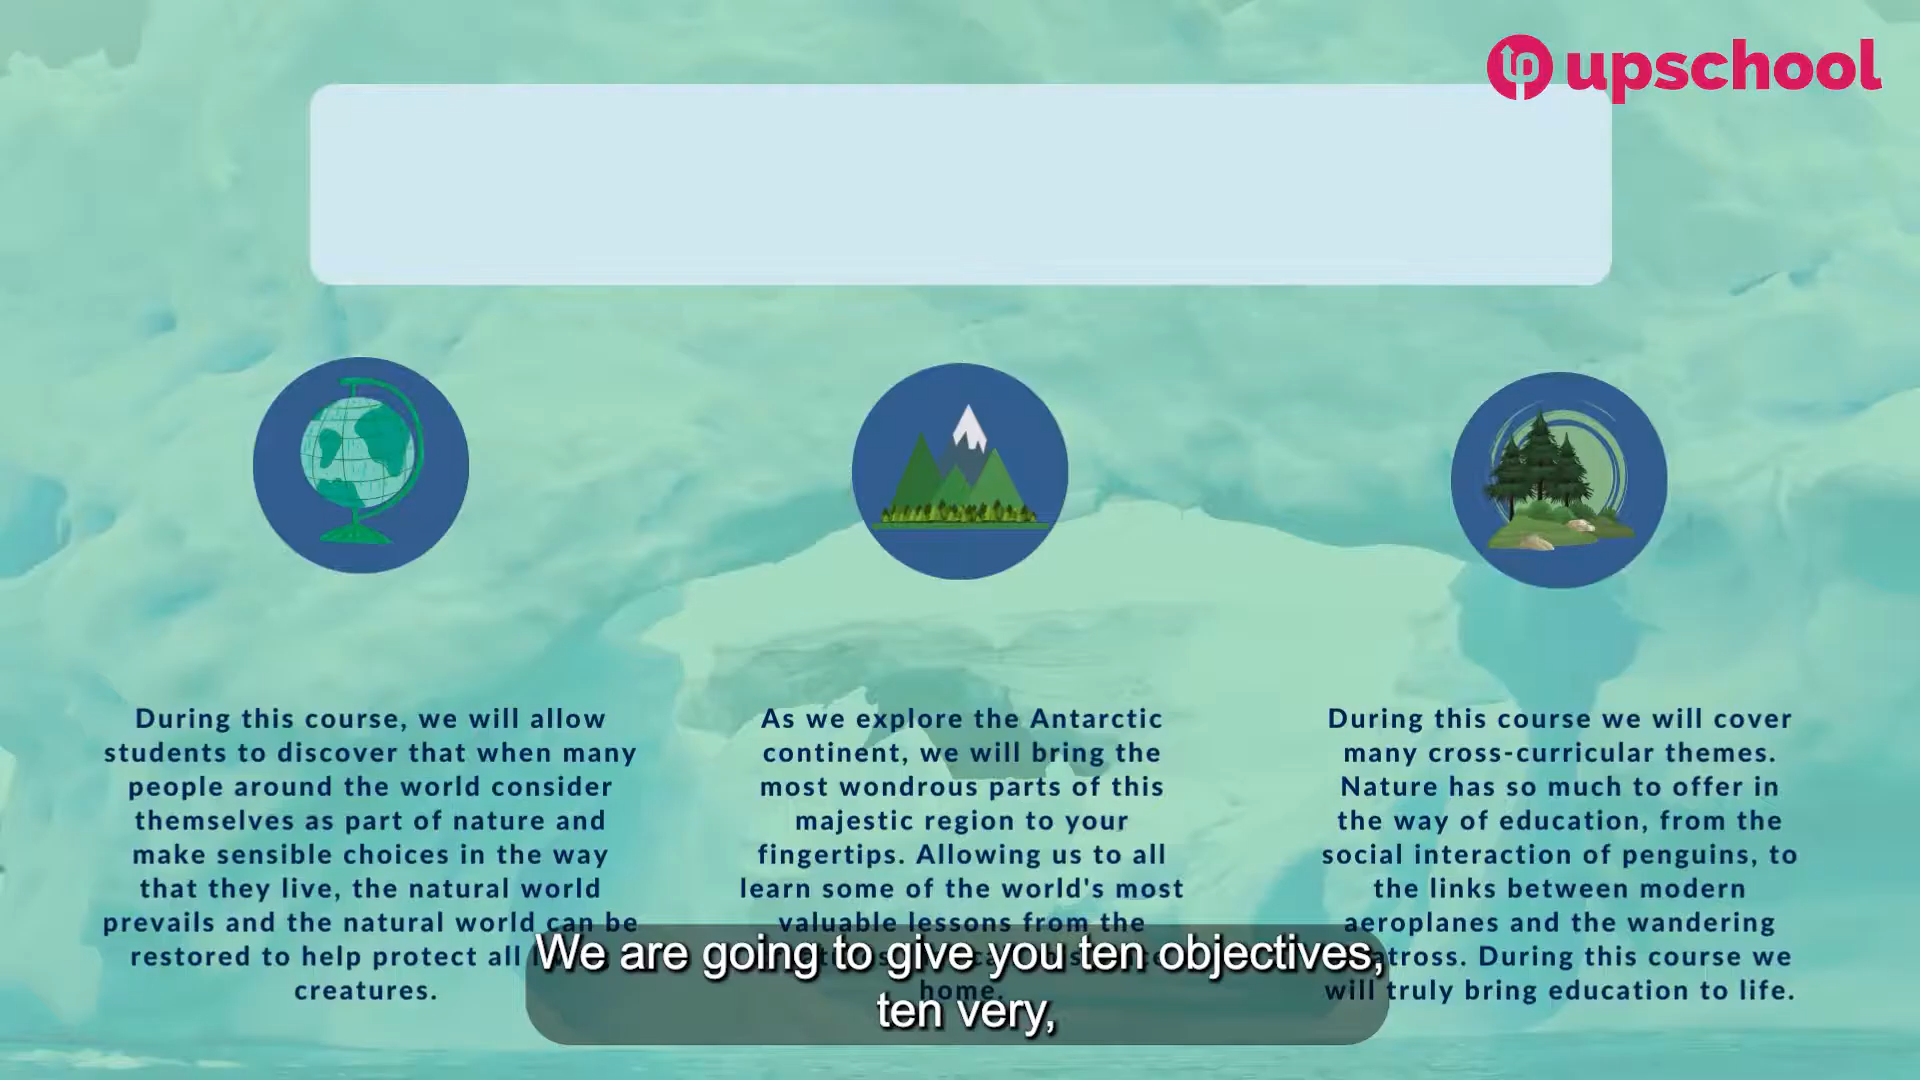 upschool
During this course, we will allow
students to discover that when many
people around the world consider
themselves as part of nature and
make sensible choices in the way
that they live, the natural world
prevails and the natural world can be
restored to help protect all
creatures.
As we explore the Antarctic
continent, we will bring the
most wondrous parts of this
majestic region to your
fingertips. Allowing us to all
learn some of the world's most
valuable lessons from the
home.
During this course we will cover
many cross-curricular themes.
Nature has so much to offer in
the way of education, from the
social interaction of penguins, to
the links between modern
aeroplanes and the wandering
During this course we
will truly bring education to life.
We are going to give you ten objectives,
ten very,